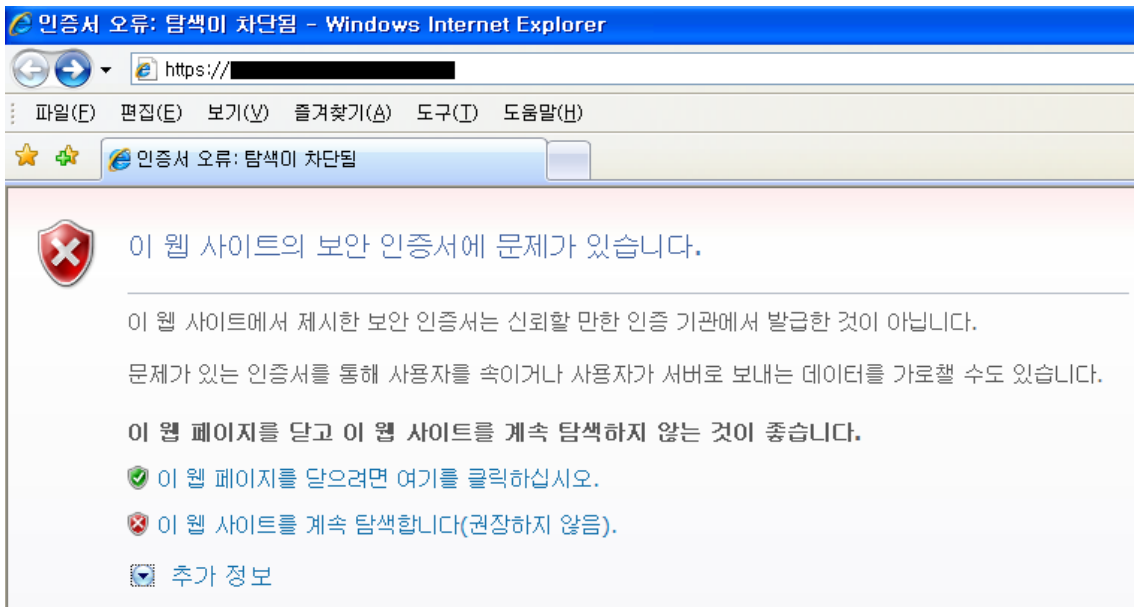 인증서 오류: 탐색이 차단됨 - Windows Internet Explorer
https://
파일(F) 편집(E) 보기(V) 즐겨찾기(A) 도구(T) 도움말(H)
인증서 오류: 탐색이 차단됨
이 웹 사이트의 보안 인증서에 문제가 있습니다.
이 웹 사이트에서 제시한 보안 인증서는 신뢰할 만한 인증 기관에서 발급한 것이 아닙니다.
문제가 있는 인증서를 통해 사용자를 속이거나 사용자가 서버로 보내는 데이터를 가로챌 수도 있습니다.
이 웹 페이지를 닫고 이 웹 사이트를 계속 탐색하지 않는 것이 좋습니다.
이 웹 페이지를 닫으려면 여기를 클릭하십시오.
이 웹 사이트를 계속 탐색합니다(권장하지 않음).
추가 정보